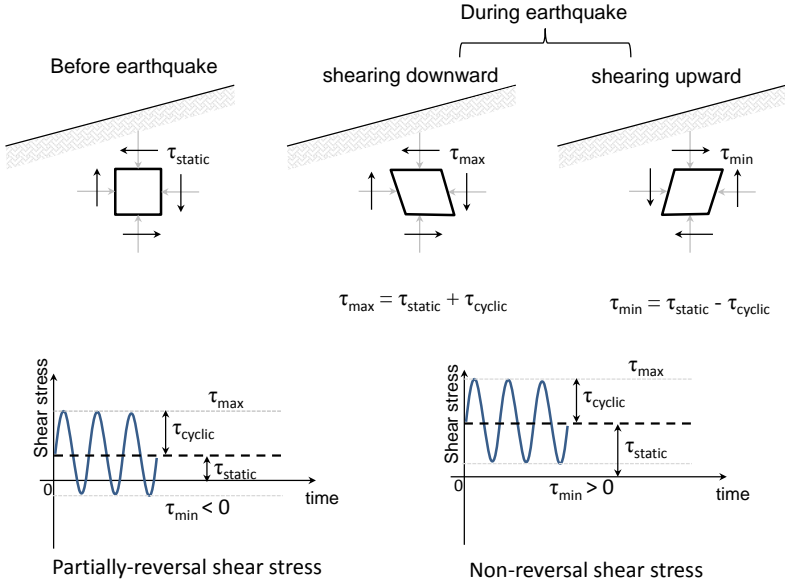 During earthquake
Before earthquake
shearing downward
shearing upward
τstatic
τmax
τmin
τmax = τstatic + τcyclic
τmin = τstatic - τcyclic
Shear stress
τmax
τcyclic
τstatic
0
time
τmin < 0
Partially-reversal shear stress
Shear stress
τmax
τcyclic
τstatic
0
τmin > 0
time
Non-reversal shear stress